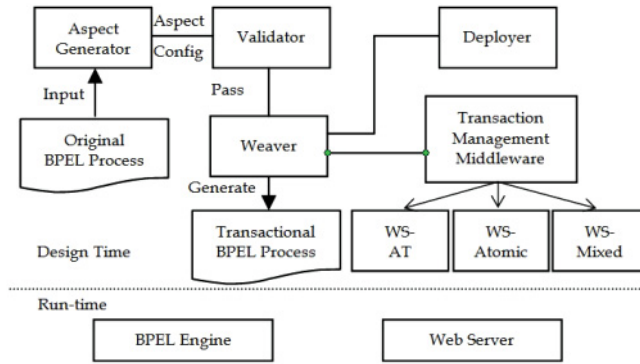 Aspect
Generator
Aspect
Config
Validator
Deployer
Input
Pass
Original
BPEL Process
Weaver
Transaction
Management
Middleware
Generate
Transactional
BPEL Process
WS-
AT
WS-
Atomic
WS-
Mixed
Design Time
Run-time
BPEL Engine
Web Server